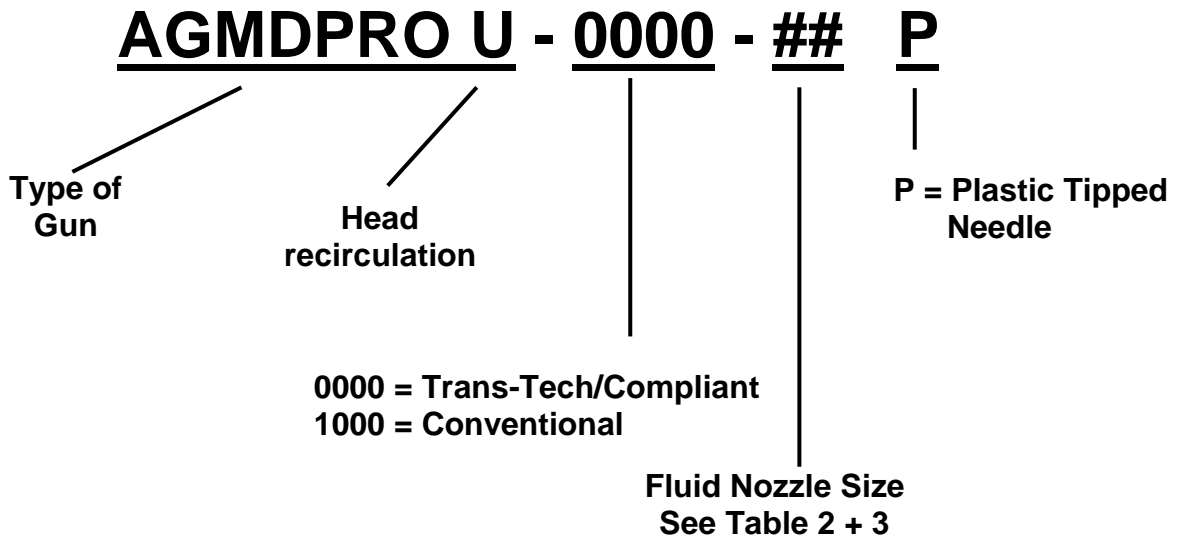 AGMDPRO U - 0000 - ## P
Type of
Gun
Head
recirculation
P = Plastic Tipped
Needle
0000 = Trans-Tech/Compliant
1000 = Conventional
Fluid Nozzle Size
See Table 2 + 3